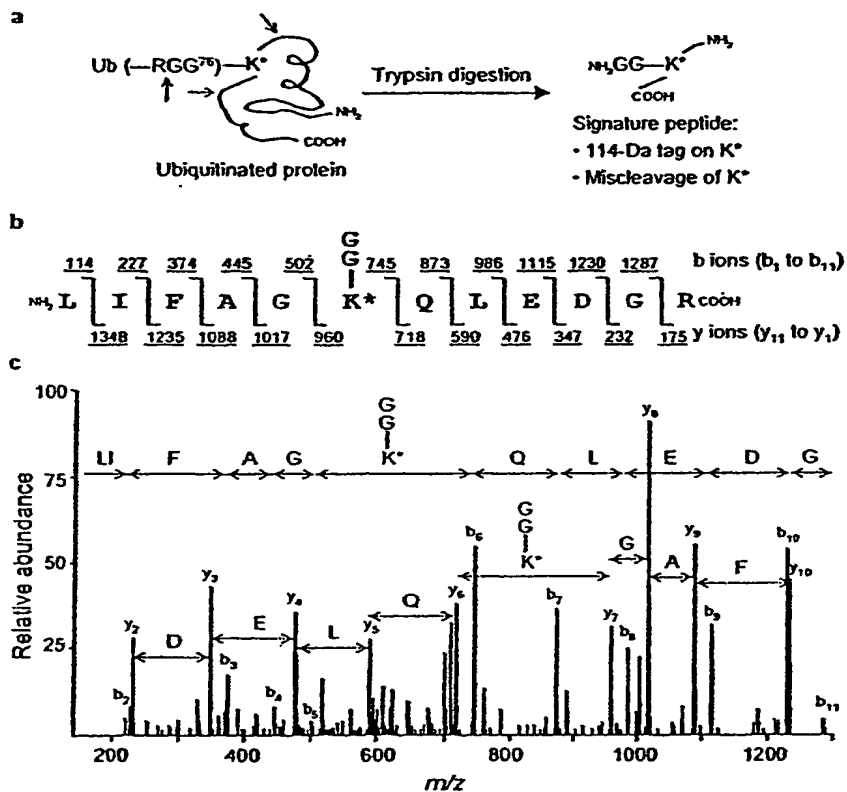 a
Ub (—RGG⁷⁶)—K*
NH₂
COOH
Ubiquitinated protein
Trypsin digestion
NH₂GG—K*
NH₂
COOH
Signature peptide:
• 114-Da tag on K*
• Miscleavage of K*
b
G
G
114 227 374 445 502 745 873 986 1115 1230 1287 b ions (b₁ to b₁₁)
NH₂ L I F A G K* Q L E D G R COOH
1348 1235 1088 1017 960 718 590 476 347 232 175 y ions (y₁₁ to y₁)
c
100
75
50
25
Relative abundance
G
G
LI F A G K* Q L E D G
y₈
G
G
K*
G
A
F
b₆
y₉
b₁₀
y₁₀
y₃
y₄
Q
y₆
b₇
y₇
b₉
y₂
D
E
L
y₅
b₈
b₂
b₃
b₄
b₅
b₁₁
200 400 600 800 1000 1200
m/z